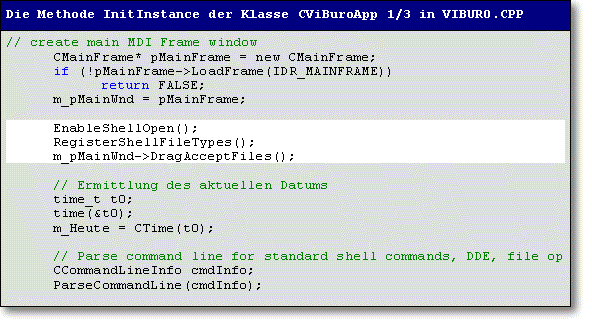 Die Methode InitInstance der Klasse CViBuroApp 1/3 in VIBURO.CPP
// create main MDI Frame window
CMainFrame* pMainFrame = new CMainFrame;
if (!pMainFrame->LoadFrame(IDR_MAINFRAME))
return FALSE;
m_pMainWnd = pMainFrame;
EnableShellOpen();
RegisterShellFileTypes();
m_pMainWnd->DragAcceptFiles();
// Ermittlung des aktuellen Datums
time_t t0;
time(&t0);
m_Heute = CTime(t0);
// Parse command line for standard shell commands, DDE, file op
CCommandLineInfo cmdInfo;
ParseCommandLine(cmdInfo);